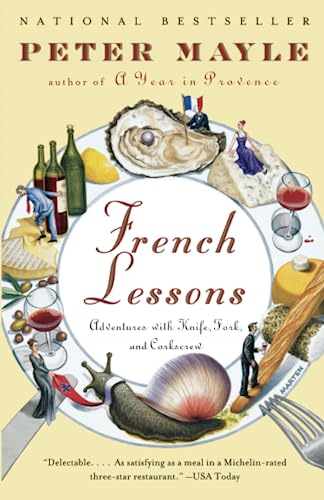 NATIONAL BESTSELLER
PETER MAYLE
author of A Year in Provence
French
Lessons
Adventures with Knife, Fork,
and Corkscrew
MARTEN
"Delectable. . . . As satisfying as a meal in a Michelin-rated
three-star restaurant." —USA Today